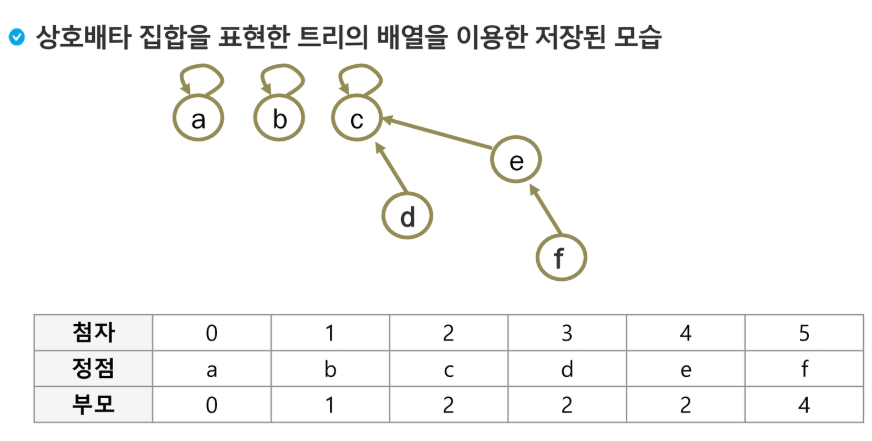 상호배타 집합을 표현한 트리의 배열을 이용한 저장된 모습
a b c
e
d
f
첨자 0 1 2 3 4 5
정점 a b c d e f
부모 0 1 2 2 2 4